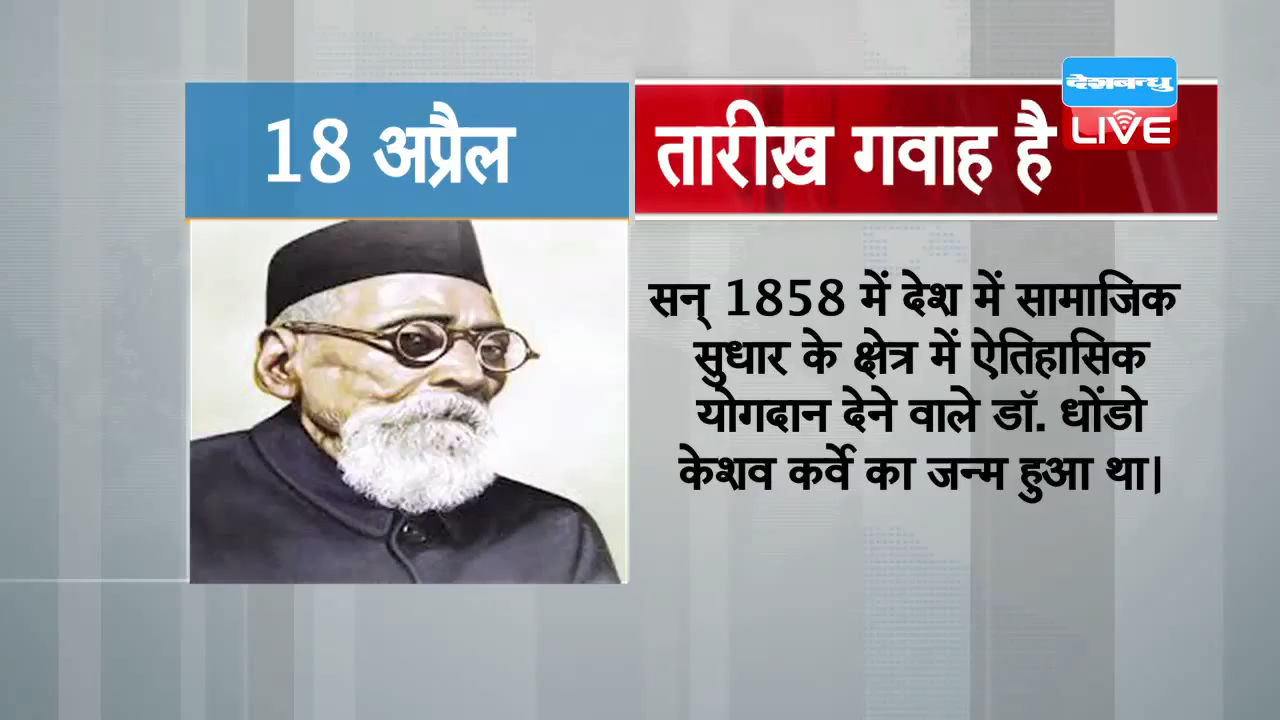 18 अप्रैल
तारीख़ गवाह है
देशबन्धु
LIVE
सन् 1858 में देश में सामाजिक
सुधार के क्षेत्र में ऐतिहासिक
योगदान देने वाले डॉ. धोंडो
केशव कर्वे का जन्म हुआ था।